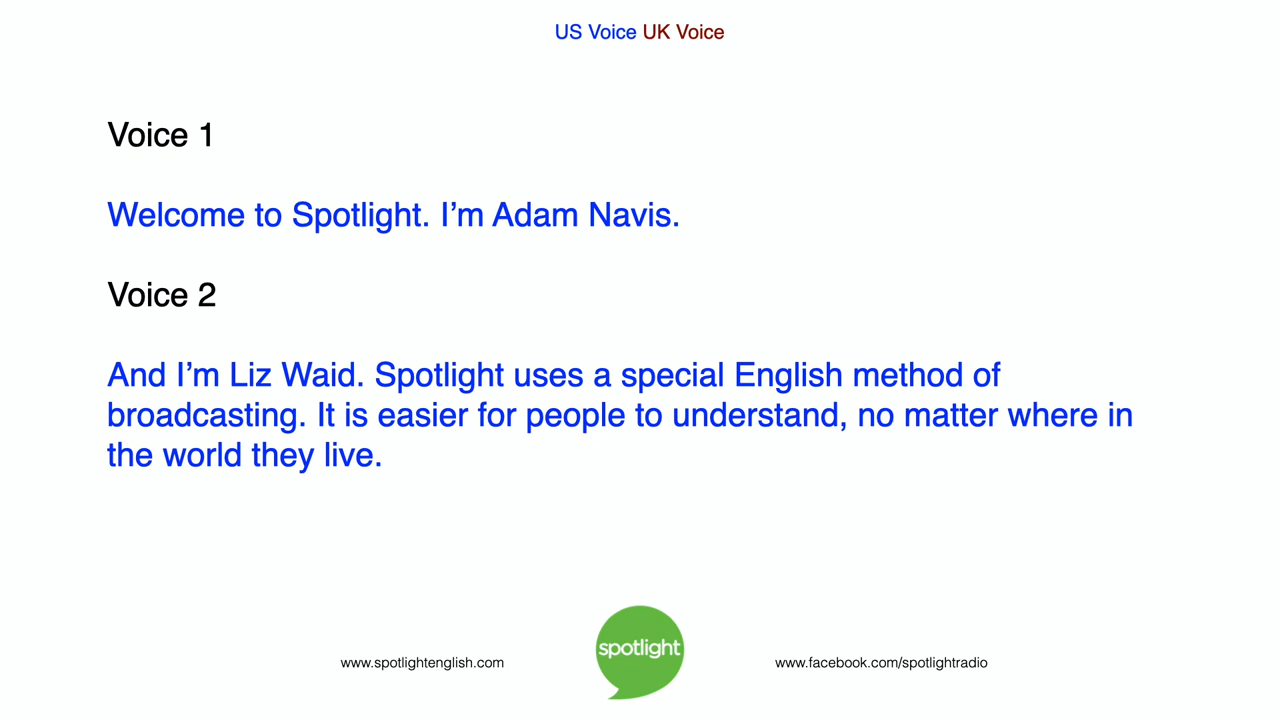 US Voice UK Voice
Voice 1
Welcome to Spotlight. I’m Adam Navis.
Voice 2
And I’m Liz Waid. Spotlight uses a special English method of
broadcasting. It is easier for people to understand, no matter where in
the world they live.
www.spotlightenglish.com
spotlight
www.facebook.com/spotlightradio